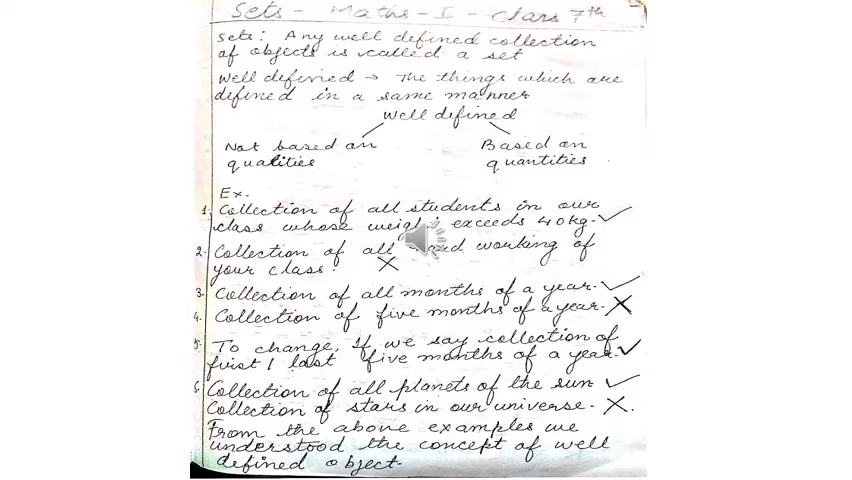 Sets - Maths - I - Class 7th
Sets: Any well defined collection
of objects is called a set
Well defined → The things which are
defined in a same manner
Well defined
Not based on
qualities
Based on
quantities
Ex.
1. Collection of all students in our
class whose weight exceeds 40kg. ✓
2. Collection of all hard working of
your class. ✗
3. Collection of all months of a year. ✓
4. Collection of five months of a year. ✗
5. To change, If we say collection of
first / last five months of a year. ✓
6. Collection of all planets of the sun ✓
Collection of stars in our universe. ✗.
From the above examples we
understood the concept of well
defined object.